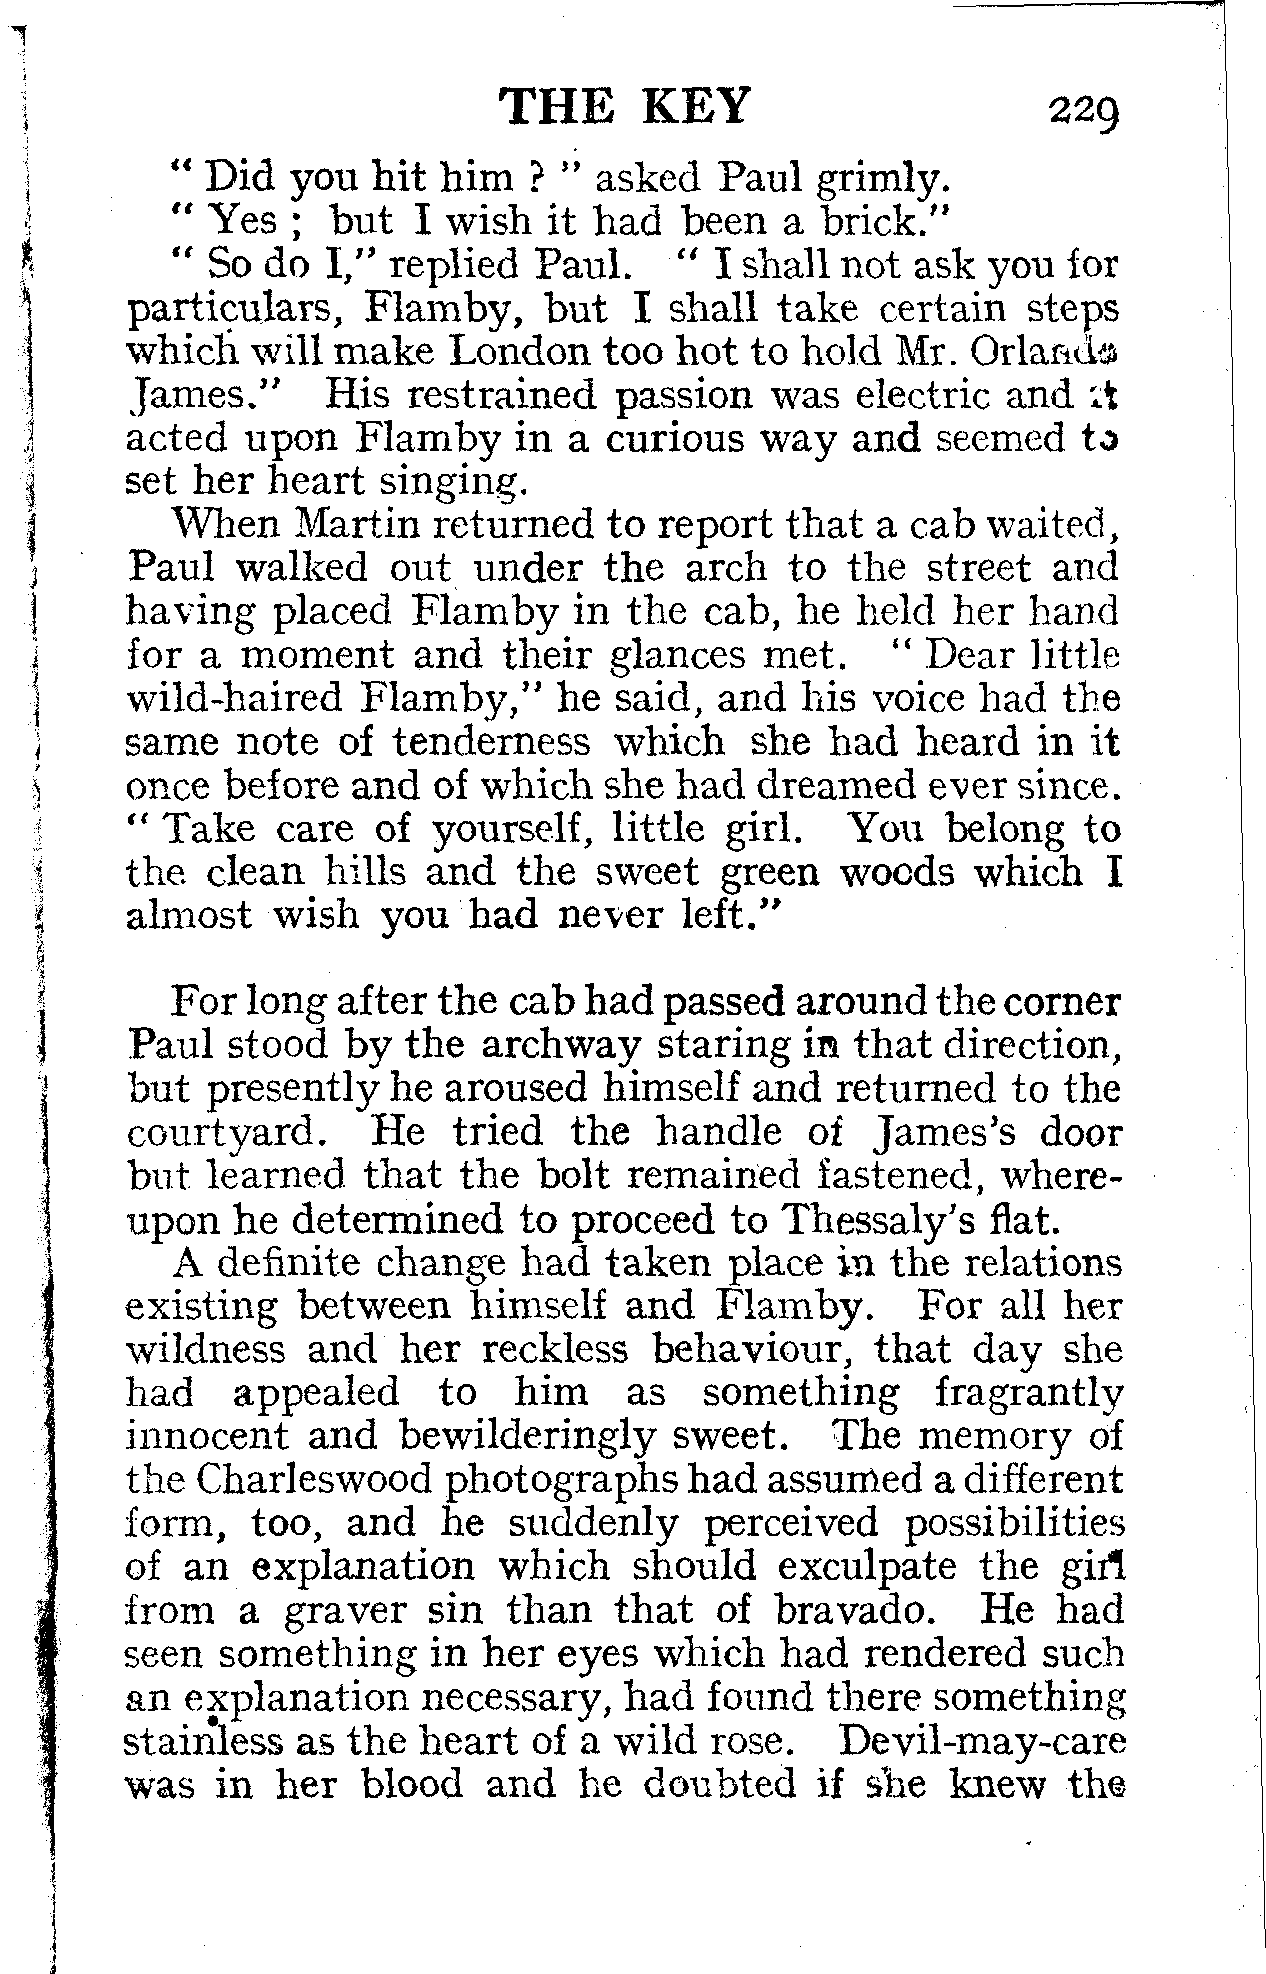 THE KEY 229
“ Did you hit him ? ” asked Paul grimly.
“ Yes ; but I wish it had been a brick.”
“ So do I,” replied Paul. “ I shall not ask you for
particulars, Flamby, but I shall take certain steps
which will make London too hot to hold Mr. Orlando
James.” His restrained passion was electric and it
acted upon Flamby in a curious way and seemed to
set her heart singing.
When Martin returned to report that a cab waited,
Paul walked out under the arch to the street and
having placed Flamby in the cab, he held her hand
for a moment and their glances met. “ Dear little
wild-haired Flamby,” he said, and his voice had the
same note of tenderness which she had heard in it
once before and of which she had dreamed ever since.
“ Take care of yourself, little girl. You belong to
the clean hills and the sweet green woods which I
almost wish you had never left.”
For long after the cab had passed around the corner
Paul stood by the archway staring in that direction,
but presently he aroused himself and returned to the
courtyard. He tried the handle of James’s door
but learned that the bolt remained fastened, where-
upon he determined to proceed to Thessaly’s flat.
A definite change had taken place in the relations
existing between himself and Flamby. For all her
wildness and her reckless behaviour, that day she
had appealed to him as something fragrantly
innocent and bewilderingly sweet. The memory of
the Charleswood photographs had assumed a different
form, too, and he suddenly perceived possibilities
of an explanation which should exculpate the girl
from a graver sin than that of bravado. He had
seen something in her eyes which had rendered such
an explanation necessary, had found there something
stainless as the heart of a wild rose. Devil-may-care
was in her blood and he doubted if she knew the